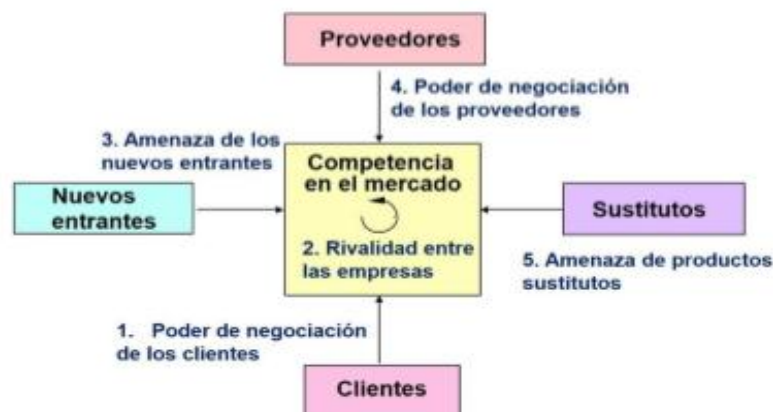 Proveedores
4. Poder de negociación
de los proveedores
3. Amenaza de los
nuevos entrantes
Competencia
en el mercado
Nuevos
entrantes
Sustitutos
2. Rivalidad entre
las empresas
5. Amenaza de productos
sustitutos
1. Poder de negociación
de los clientes
Clientes